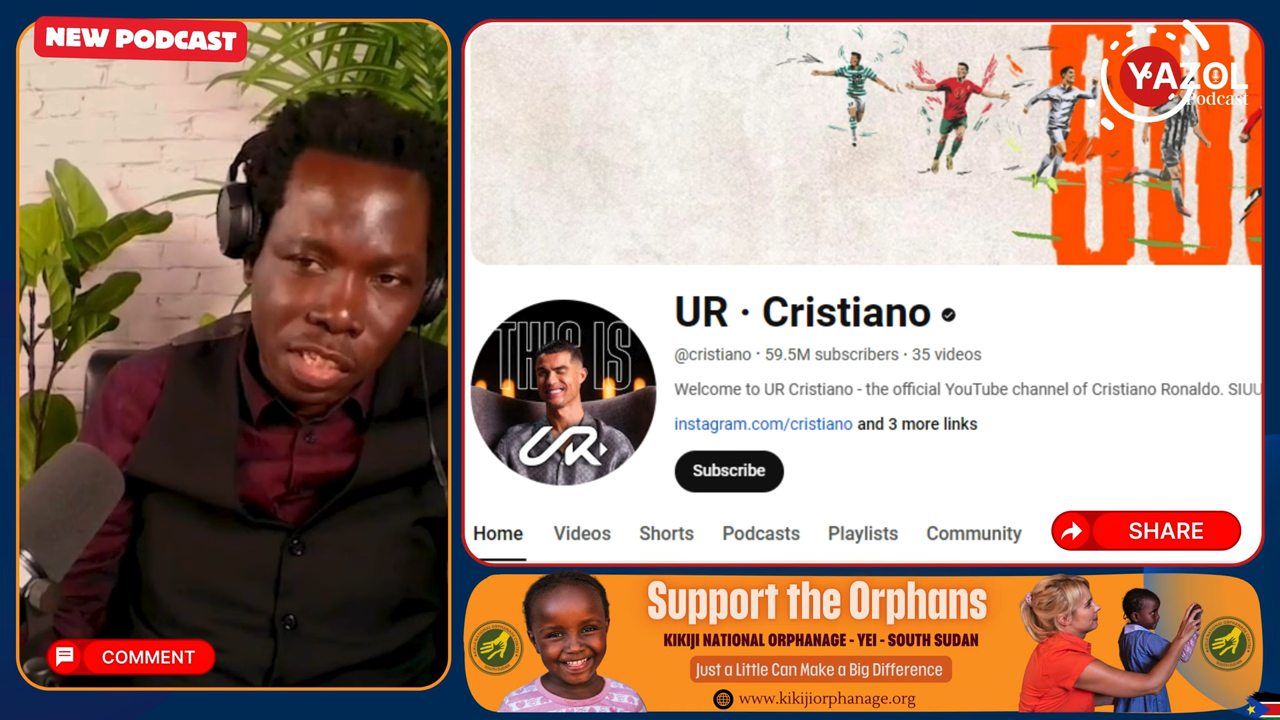 NEW PODCAST
COMMENT
YAZOL
Podcast
THIS IS
UR
UR · Cristiano
@cristiano · 59.5M subscribers · 35 videos
Welcome to UR Cristiano - the official YouTube channel of Cristiano Ronaldo. SIUU
instagram.com/cristiano and 3 more links
Subscribe
Home Videos Shorts Podcasts Playlists Community
SHARE
Support the Orphans
KIKIJI NATIONAL ORPHANAGE - YEI - SOUTH SUDAN
Just a Little Can Make a Big Difference
www.kikijiorphanage.org